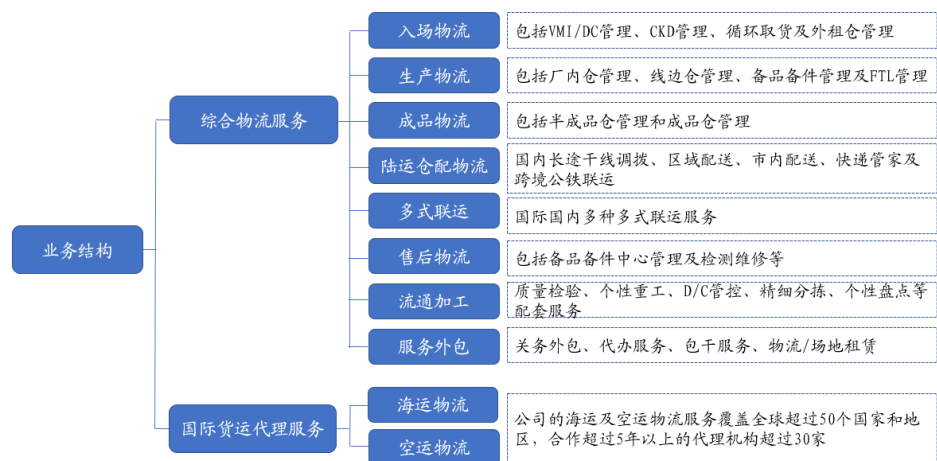 业务结构
综合物流服务
入场物流
包括VMI/DC管理、CKD管理、循环取货及外租仓管理
生产物流
包括厂内仓管理、线边仓管理、备品备件管理及FTL管理
成品物流
包括半成品仓管理和成品仓管理
陆运仓配物流
国内长途干线调拨、区域配送、市内配送、快递管家及
跨境公铁联运
多式联运
国际国内多种多式联运服务
售后物流
包括备品备件中心管理及检测维修等
流通加工
质量检验、个性重工、D/C管控、精细分拣、个性盘点等
配套服务
服务外包
关务外包、代办服务、包干服务、物流/场地租赁
国际货运代理服务
海运物流
空运物流
公司的海运及空运物流服务覆盖全球超过50个国家和地
区，合作超过5年以上的代理机构超过30家